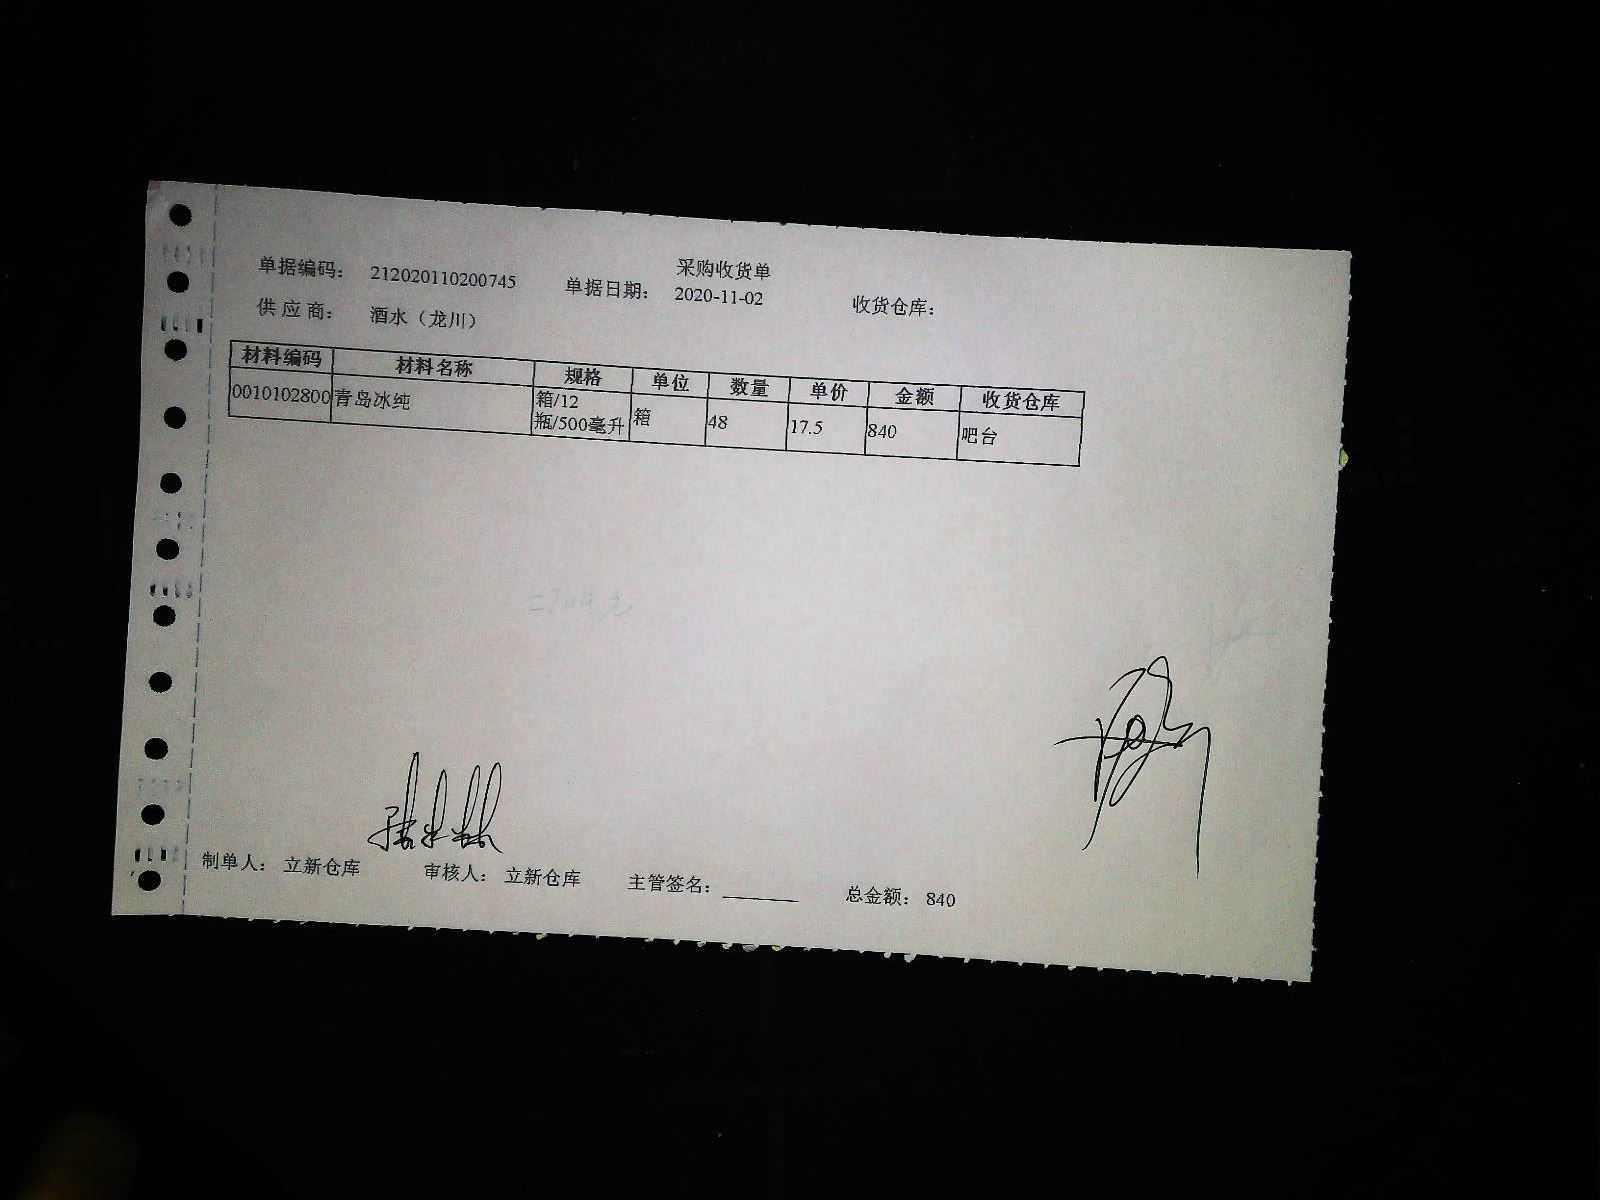 采购收货单
单据编码： 212020110200745 单据日期： 2020-11-02 收货仓库：
供应商： 酒水（龙川）
材料编码 材料名称 规格 单位 数量 单价 金额 收货仓库
0010102800 青岛冰纯 箱/12瓶/500毫升 箱 48 17.5 840 吧台
制单人： 立新仓库 审核人： 立新仓库 主管签名： 总金额： 840